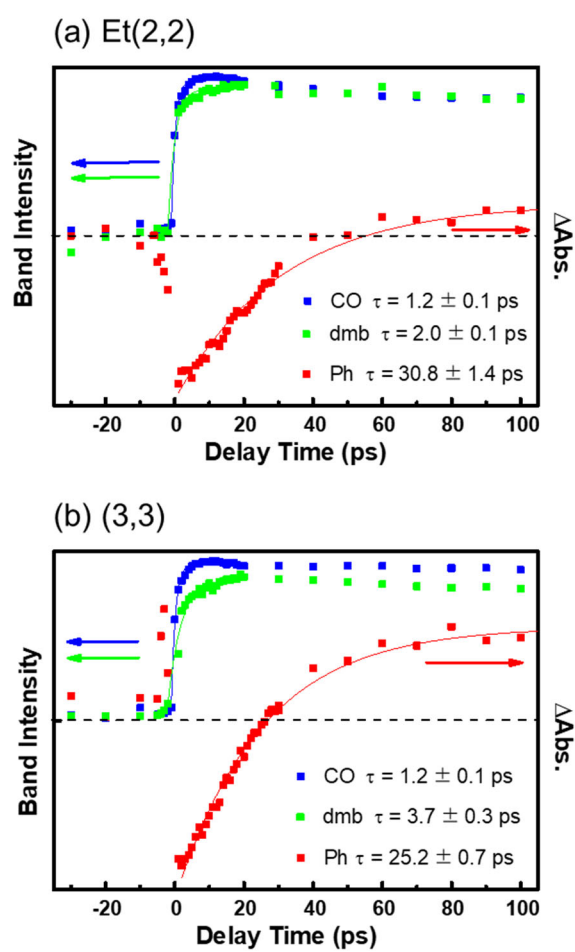 (a) Et(2,2)
Band Intensity
ΔAbs.
CO τ = 1.2 ± 0.1 ps
dmb τ = 2.0 ± 0.1 ps
Ph τ = 30.8 ± 1.4 ps
-20 0 20 40 60 80 100
Delay Time (ps)
(b) (3,3)
Band Intensity
ΔAbs.
CO τ = 1.2 ± 0.1 ps
dmb τ = 3.7 ± 0.3 ps
Ph τ = 25.2 ± 0.7 ps
-20 0 20 40 60 80 100
Delay Time (ps)